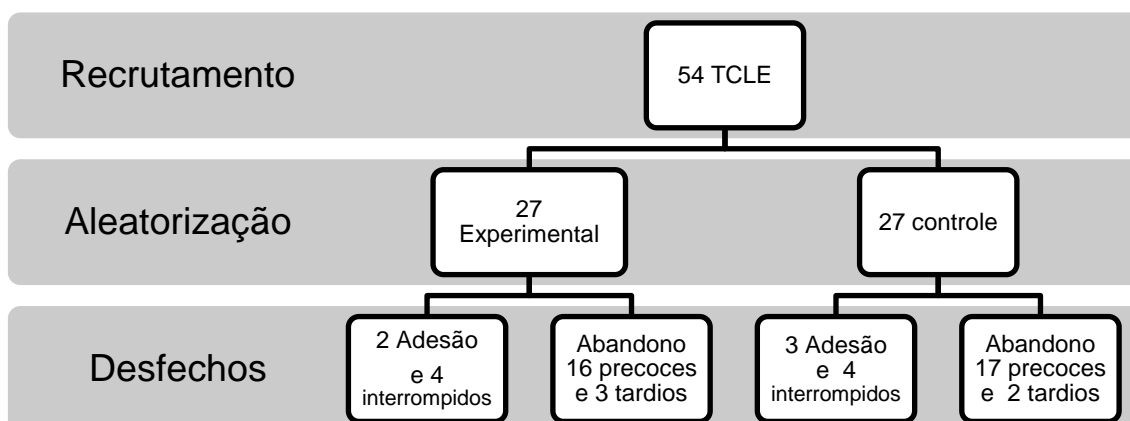 Recrutamento
54 TCLE
Aleatorização
27
Experimental
27 controle
Desfechos
2 Adesão
e 4
interrompidos
Abandono
16 precoces
e 3 tardios
3 Adesão
e 4
interrompidos
Abandono
17 precoces
e 2 tardios